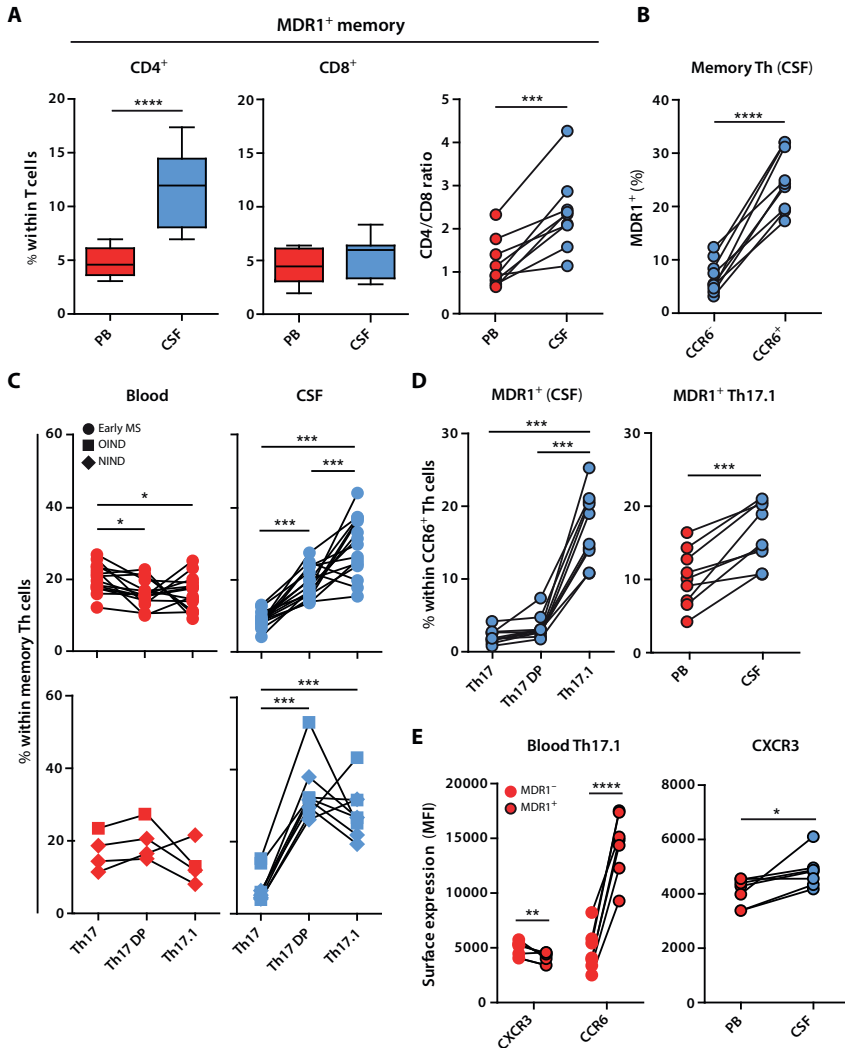 A
MDR1⁺ memory
CD4⁺
CD8⁺
% within T cells
20
15
10
5
0
****
PB
CSF
20
15
10
5
0
PB
CSF
CD4/CD8 ratio
5
4
3
2
1
0
***
PB
CSF
B
Memory Th (CSF)
MDR1⁺ (%)
40
30
20
10
0
****
CCR6⁻
CCR6⁺
C
Blood
CSF
% within memory Th cells
60
40
20
0
Early MS
OIND
NIND
*
*
***
***
***
60
40
20
0
***
***
Th17
Th17 DP
Th17.1
Th17
Th17 DP
Th17.1
D
MDR1⁺ (CSF)
MDR1⁺ Th17.1
% within CCR6⁺ Th cells
30
20
10
0
***
***
Th17
Th17 DP
Th17.1
30
20
10
0
***
PB
CSF
E
Blood Th17.1
CXCR3
Surface expression (MFI)
20000
15000
10000
5000
0
MDR1⁻
MDR1⁺
****
**
CXCR3
CCR6
8000
6000
4000
2000
0
*
PB
CSF